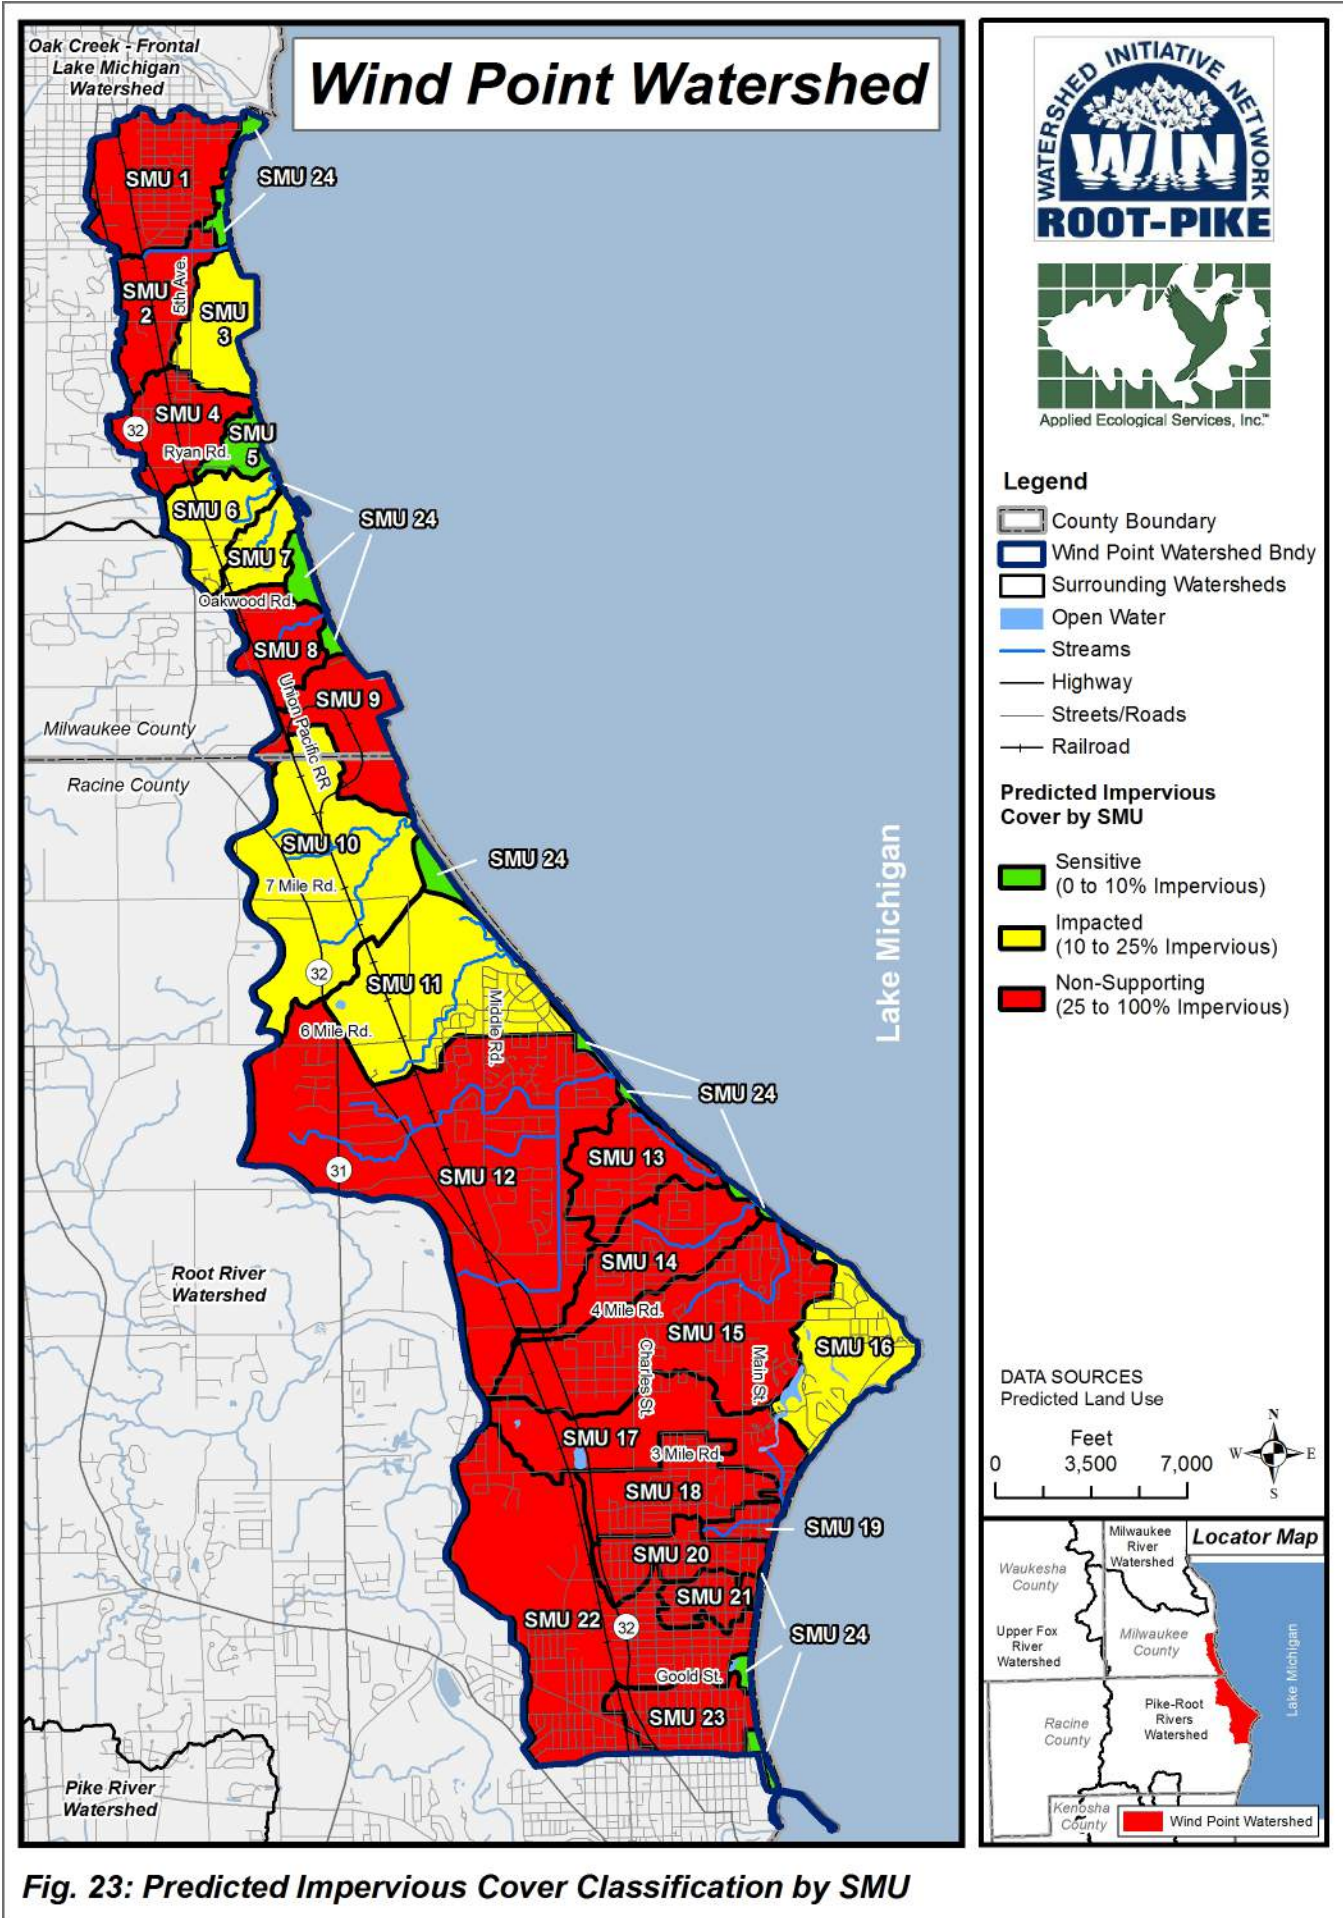 Wind Point Watershed
Oak Creek - Frontal
Lake Michigan
Watershed
SMU 1
SMU 24
SMU
2
5th Ave.
SMU
3
SMU 4
32
SMU
5
Ryan Rd.
SMU 6
SMU 24
SMU 7
Oakwood Rd.
SMU 8
SMU 9
Union Pacific RR
Milwaukee County
Racine County
SMU 10
SMU 24
7 Mile Rd.
Lake Michigan
32
SMU 11
Middle Rd.
6 Mile Rd.
SMU 24
31
SMU 12
SMU 13
Root River
Watershed
SMU 14
4 Mile Rd.
SMU 15
SMU 16
Charles St.
Main St.
SMU 17
3 Mile Rd.
SMU 18
SMU 19
SMU 20
SMU 21
SMU 22
32
SMU 24
Goold St.
SMU 23
Pike River
Watershed
WATERSHED INITIATIVE NETWORK
WIN
ROOT-PIKE
Applied Ecological Services, Inc.™
Legend
County Boundary
Wind Point Watershed Bndy
Surrounding Watersheds
Open Water
Streams
Highway
Streets/Roads
Railroad
Predicted Impervious
Cover by SMU
Sensitive
(0 to 10% Impervious)
Impacted
(10 to 25% Impervious)
Non-Supporting
(25 to 100% Impervious)
DATA SOURCES
Predicted Land Use
Feet
0 3,500 7,000
N
W E
S
Locator Map
Milwaukee
River
Watershed
Waukesha
County
Upper Fox
River
Watershed
Milwaukee
County
Lake Michigan
Pike-Root
Rivers
Watershed
Racine
County
Kenosha
County
Wind Point Watershed
Fig. 23: Predicted Impervious Cover Classification by SMU